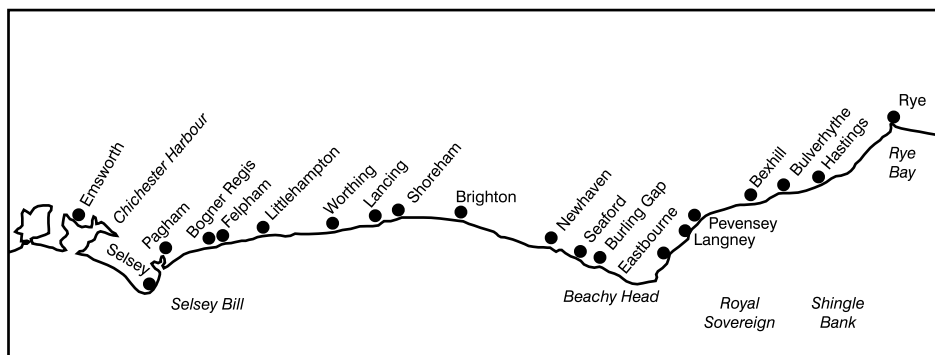 Emsworth
Chichester Harbour
Selsey
Pagham
Selsey Bill
Bogner Regis
Felpham
Littlehampton
Worthing
Lancing
Shoreham
Brighton
Newhaven
Seaford
Burling Gap
Beachy Head
Eastbourne
Langney
Pevensey
Bexhill
Bulverhythe
Hastings
Rye
Rye
Bay
Royal
Sovereign
Shingle
Bank